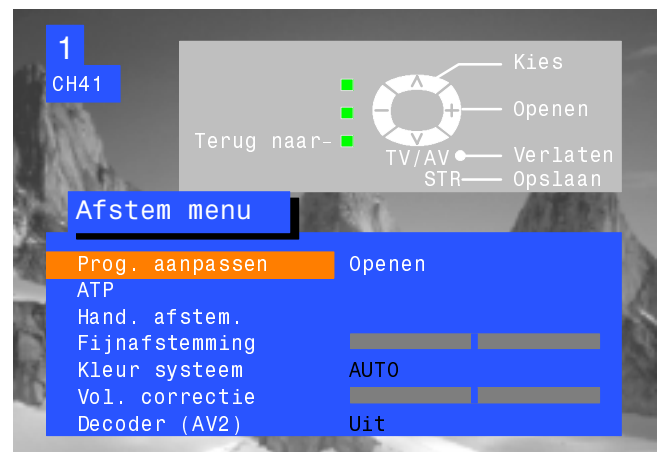 1
CH41
Kies
Openen
Terug naar-
TV/AV Verlaten
STR Opslaan
Afstem menu
Prog. aanpassen Openen
ATP
Hand. afstem.
Fijnafstemming
Kleur systeem AUTO
Vol. correctie
Decoder (AV2) Uit